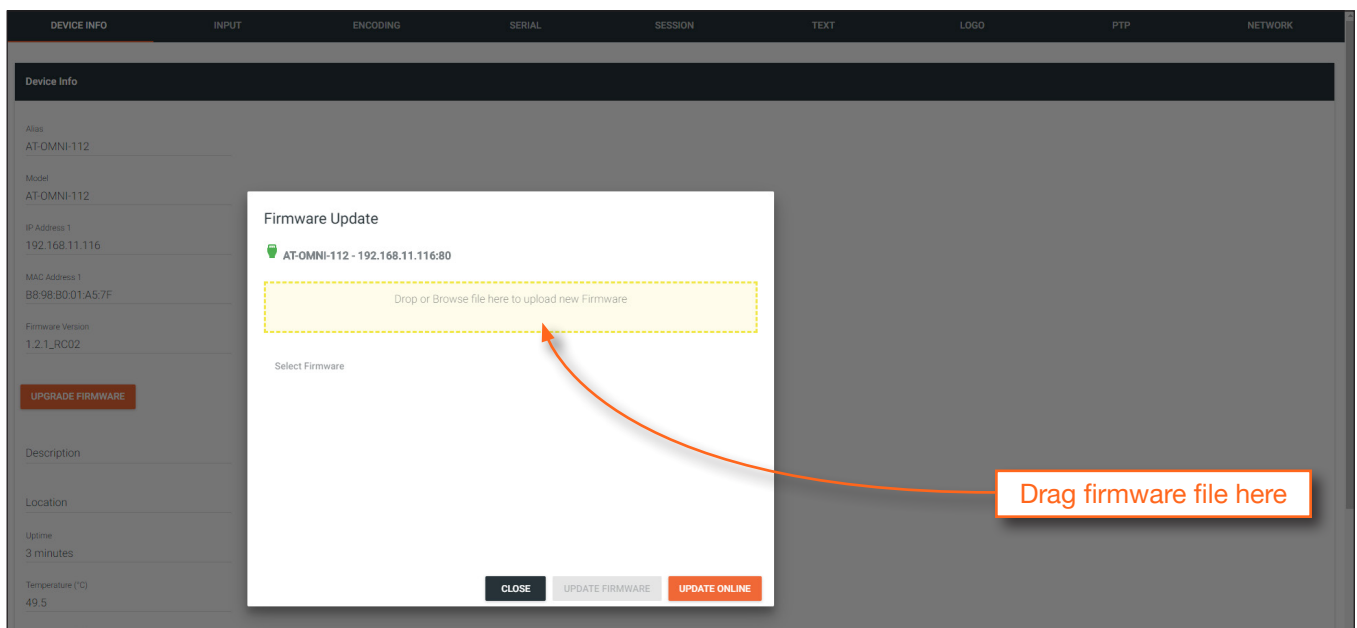 DEVICE INFO
INPUT
ENCODING
SERIAL
SESSION
TEXT
LOGO
PTP
NETWORK
Device Info
Alias
AT-OMNI-112
Model
AT-OMNI-112
IP Address 1
192.168.11.116
MAC Address 1
B8:98:B0:01:A5:7F
Firmware Version
1.2.1_RC02
UPGRADE FIRMWARE
Description
Location
Uptime
3 minutes
Temperature (°C)
49.5
Firmware Update
AT-OMNI-112 - 192.168.11.116:80
Drop or Browse file here to upload new Firmware
Select Firmware
CLOSE
UPDATE FIRMWARE
UPDATE ONLINE
Drag firmware file here